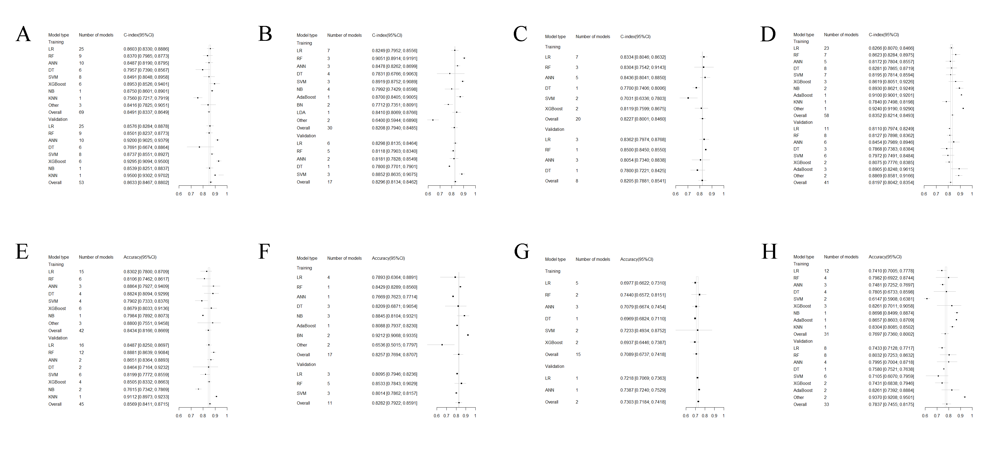 A
Model type Number of models C-index(95%CI)
Training
LR 25 0.8603 [0.8330; 0.8886]
RF 9 0.8370 [0.7985; 0.8773]
ANN 10 0.8487 [0.8190; 0.8795]
DT 6 0.7957 [0.7390; 0.8567]
SVM 8 0.8491 [0.8048; 0.8958]
XGBoost 6 0.8953 [0.8526; 0.9401]
NB 1 0.8750 [0.8601; 0.8901]
KNN 1 0.7560 [0.7217; 0.7919]
Other 3 0.8416 [0.7825; 0.9051]
Overall 69 0.8491 [0.8337; 0.8649]
Validation
LR 25 0.8576 [0.8284; 0.8878]
RF 9 0.8501 [0.8237; 0.8773]
ANN 10 0.9200 [0.9025; 0.9379]
DT 6 0.7691 [0.6674; 0.8864]
SVM 8 0.8737 [0.8551; 0.8927]
XGBoost 6 0.9295 [0.9094; 0.9500]
NB 1 0.8539 [0.8251; 0.8837]
KNN 1 0.9500 [0.9302; 0.9702]
Overall 53 0.8633 [0.8467; 0.8802]
0.6 0.7 0.8 0.9 1
B
Model type Number of models C-index(95%CI)
Training
LR 7 0.8249 [0.7952; 0.8556]
RF 3 0.9051 [0.8914; 0.9191]
ANN 3 0.8478 [0.8262; 0.8699]
DT 4 0.7831 [0.6766; 0.9063]
SVM 3 0.8919 [0.8752; 0.9089]
NB 4 0.7992 [0.7429; 0.8598]
AdaBoost 1 0.8700 [0.8405; 0.9005]
BN 2 0.7712 [0.7351; 0.8091]
LDA 1 0.8410 [0.8069; 0.8766]
Other 2 0.6400 [0.5944; 0.6890]
Overall 30 0.8208 [0.7940; 0.8485]
Validation
LR 6 0.8298 [0.8135; 0.8464]
RF 5 0.8118 [0.7903; 0.8340]
ANN 2 0.8181 [0.7828; 0.8549]
DT 1 0.7800 [0.7701; 0.7901]
SVM 3 0.8852 [0.8635; 0.9075]
Overall 17 0.8296 [0.8134; 0.8462]
0.6 0.7 0.8 0.9 1
C
Model type Number of models C-index(95%CI)
Training
LR 7 0.8334 [0.8046; 0.8632]
RF 3 0.8304 [0.7542; 0.9143]
ANN 5 0.8436 [0.8041; 0.8850]
DT 1 0.7700 [0.7406; 0.8006]
SVM 2 0.7031 [0.6336; 0.7803]
XGBoost 2 0.8119 [0.7599; 0.8675]
Overall 20 0.8227 [0.8001; 0.8460]
Validation
LR 3 0.8362 [0.7974; 0.8768]
RF 1 0.8500 [0.8450; 0.8550]
ANN 3 0.8054 [0.7340; 0.8838]
DT 1 0.7800 [0.7221; 0.8425]
Overall 8 0.8205 [0.7881; 0.8541]
0.6 0.7 0.8 0.9 1
D
Model type Number of models C-index(95%CI)
Training
LR 23 0.8266 [0.8070; 0.8466]
RF 7 0.8623 [0.8284; 0.8975]
ANN 5 0.8172 [0.7804; 0.8557]
DT 8 0.8281 [0.7865; 0.8719]
SVM 7 0.8195 [0.7814; 0.8594]
XGBoost 3 0.8619 [0.8051; 0.9226]
NB 2 0.8930 [0.8621; 0.9249]
AdaBoost 1 0.9100 [0.9001; 0.9201]
KNN 1 0.7840 [0.7498; 0.8198]
Other 1 0.9240 [0.9190; 0.9290]
Overall 58 0.8352 [0.8214; 0.8493]
Validation
LR 11 0.8110 [0.7974; 0.8249]
RF 8 0.8127 [0.7898; 0.8362]
ANN 6 0.8454 [0.7989; 0.8946]
DT 3 0.7868 [0.7383; 0.8384]
SVM 6 0.7972 [0.7491; 0.8484]
XGBoost 2 0.8075 [0.7776; 0.8385]
AdaBoost 3 0.8905 [0.8248; 0.9615]
Other 2 0.8869 [0.8581; 0.9166]
Overall 41 0.8197 [0.8042; 0.8354]
0.6 0.7 0.8 0.9 1
E
Model type Number of models Accuracy(95%CI)
Training
LR 15 0.8302 [0.7800; 0.8709]
RF 6 0.8106 [0.7462; 0.8617]
ANN 3 0.8864 [0.7927; 0.9409]
DT 4 0.8824 [0.8094; 0.9299]
SVM 4 0.7902 [0.7333; 0.8376]
XGBoost 6 0.8679 [0.8033; 0.9136]
NB 1 0.7984 [0.7892; 0.8073]
Other 3 0.8800 [0.7551; 0.9458]
Overall 42 0.8434 [0.8166; 0.8669]
Validation
LR 16 0.8487 [0.8250; 0.8697]
RF 12 0.8881 [0.8639; 0.9084]
ANN 2 0.8651 [0.8364; 0.8893]
DT 2 0.8464 [0.7164; 0.9232]
SVM 6 0.8199 [0.7772; 0.8559]
XGBoost 4 0.8505 [0.8332; 0.8663]
NB 2 0.7615 [0.7342; 0.7869]
KNN 1 0.9112 [0.8973; 0.9233]
Overall 45 0.8569 [0.8411; 0.8715]
0.6 0.7 0.8 0.9 1
F
Model type Number of models Accuracy(95%CI)
Training
LR 4 0.7893 [0.6364; 0.8891]
RF 1 0.8429 [0.8289; 0.8560]
ANN 1 0.7669 [0.7623; 0.7714]
DT 3 0.8209 [0.6871; 0.9054]
NB 3 0.8845 [0.8104; 0.9321]
AdaBoost 1 0.8088 [0.7937; 0.8230]
BN 2 0.9212 [0.9068; 0.9335]
Other 2 0.6536 [0.5015; 0.7797]
Overall 17 0.8257 [0.7694; 0.8707]
Validation
LR 3 0.8095 [0.7946; 0.8236]
RF 5 0.8533 [0.7843; 0.9029]
SVM 3 0.8014 [0.7862; 0.8157]
Overall 11 0.8282 [0.7922; 0.8591]
0.6 0.7 0.8 0.9 1
G
Model type Number of models Accuracy(95%CI)
Training
LR 5 0.6977 [0.6622; 0.7310]
RF 2 0.7440 [0.6572; 0.8151]
ANN 3 0.7079 [0.6674; 0.7454]
DT 1 0.6969 [0.6824; 0.7110]
SVM 2 0.7233 [0.4934; 0.8752]
XGBoost 2 0.6937 [0.6446; 0.7387]
Overall 15 0.7089 [0.6737; 0.7418]
Validation
LR 1 0.7218 [0.7069; 0.7363]
ANN 1 0.7387 [0.7240; 0.7529]
Overall 2 0.7303 [0.7184; 0.7418]
0.6 0.7 0.8 0.9 1
H
Model type Number of models Accuracy(95%CI)
Training
LR 12 0.7410 [0.7005; 0.7778]
RF 4 0.7982 [0.6922; 0.8744]
ANN 3 0.7481 [0.7252; 0.7697]
DT 4 0.7805 [0.6733; 0.8598]
SVM 2 0.6147 [0.5908; 0.6381]
XGBoost 3 0.8261 [0.7011; 0.9058]
NB 1 0.8698 [0.8499; 0.8874]
AdaBoost 1 0.8657 [0.8603; 0.8709]
KNN 1 0.8304 [0.8085; 0.8502]
Overall 31 0.7697 [0.7360; 0.8002]
Validation
LR 8 0.7433 [0.7128; 0.7717]
RF 8 0.8032 [0.7253; 0.8632]
ANN 4 0.7995 [0.7004; 0.8718]
DT 1 0.7580 [0.7521; 0.7638]
SVM 6 0.7105 [0.6070; 0.7959]
XGBoost 2 0.7431 [0.6838; 0.7946]
AdaBoost 2 0.8261 [0.7392; 0.8884]
Other 2 0.9370 [0.9208; 0.9501]
Overall 33 0.7837 [0.7455; 0.8175]
0.6 0.7 0.8 0.9 1